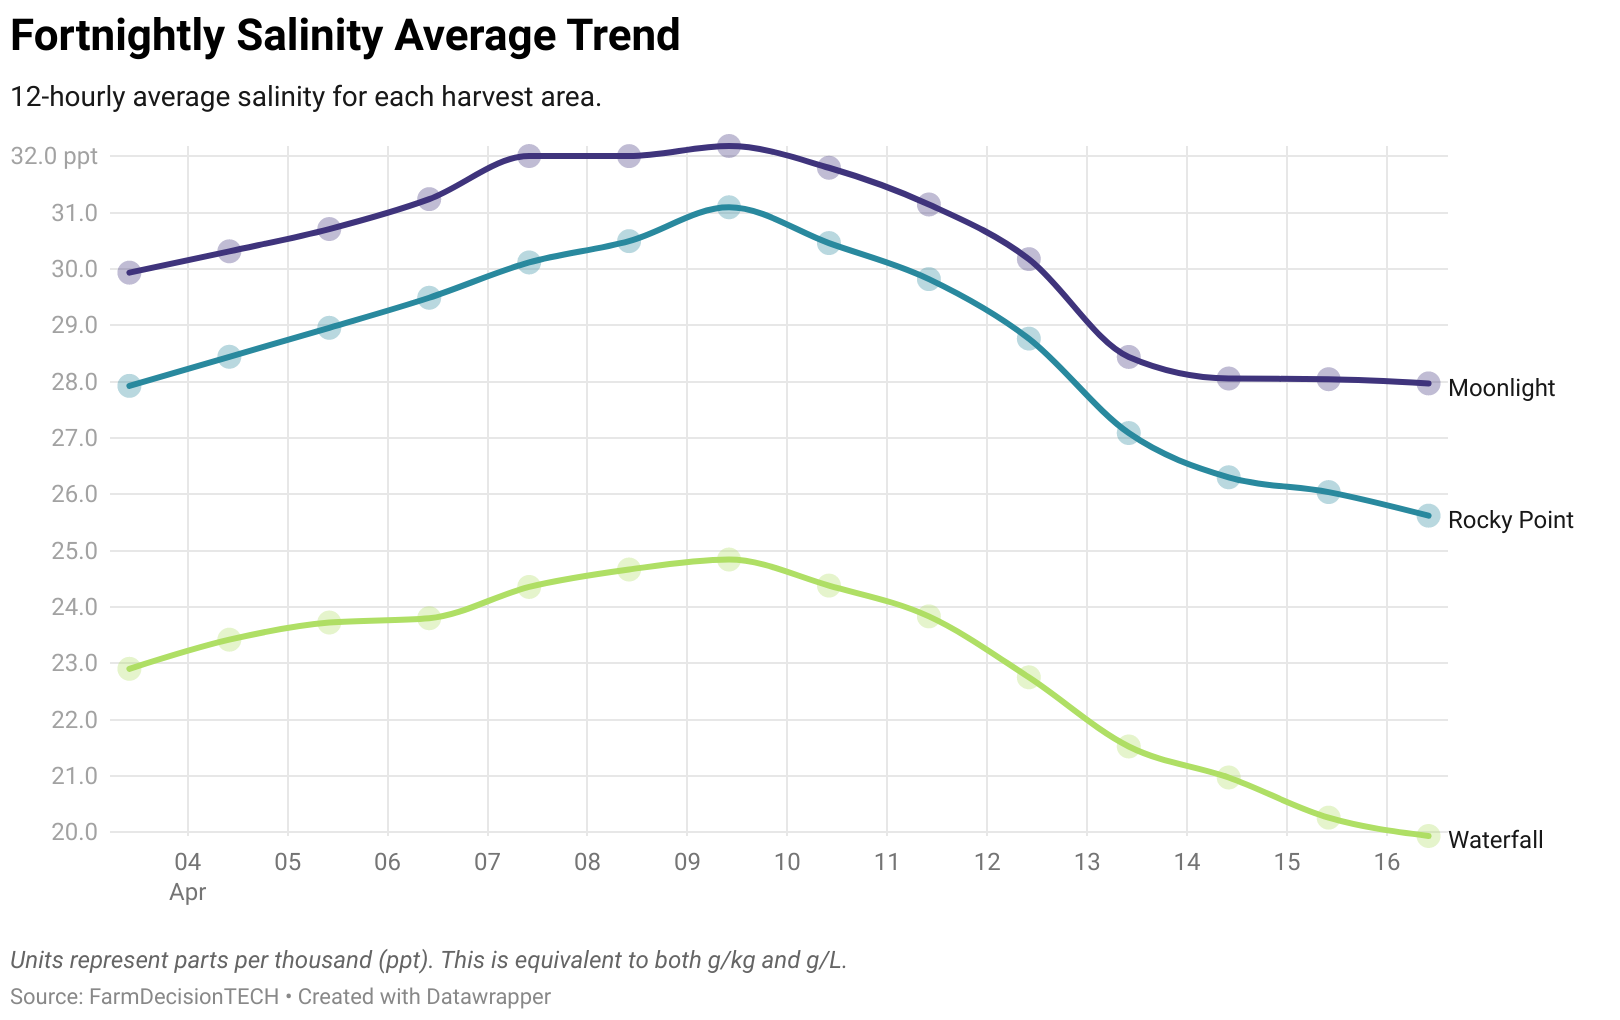 Fortnightly Salinity Average Trend
12-hourly average salinity for each harvest area.
32.0 ppt
31.0
30.0
29.0
28.0
27.0
26.0
25.0
24.0
23.0
22.0
21.0
20.0
Moonlight
Rocky Point
Waterfall
04 05 06 07 08 09 10 11 12 13 14 15 16
Apr
Units represent parts per thousand (ppt). This is equivalent to both g/kg and g/L.
Source: FarmDecisionTECH • Created with Datawrapper